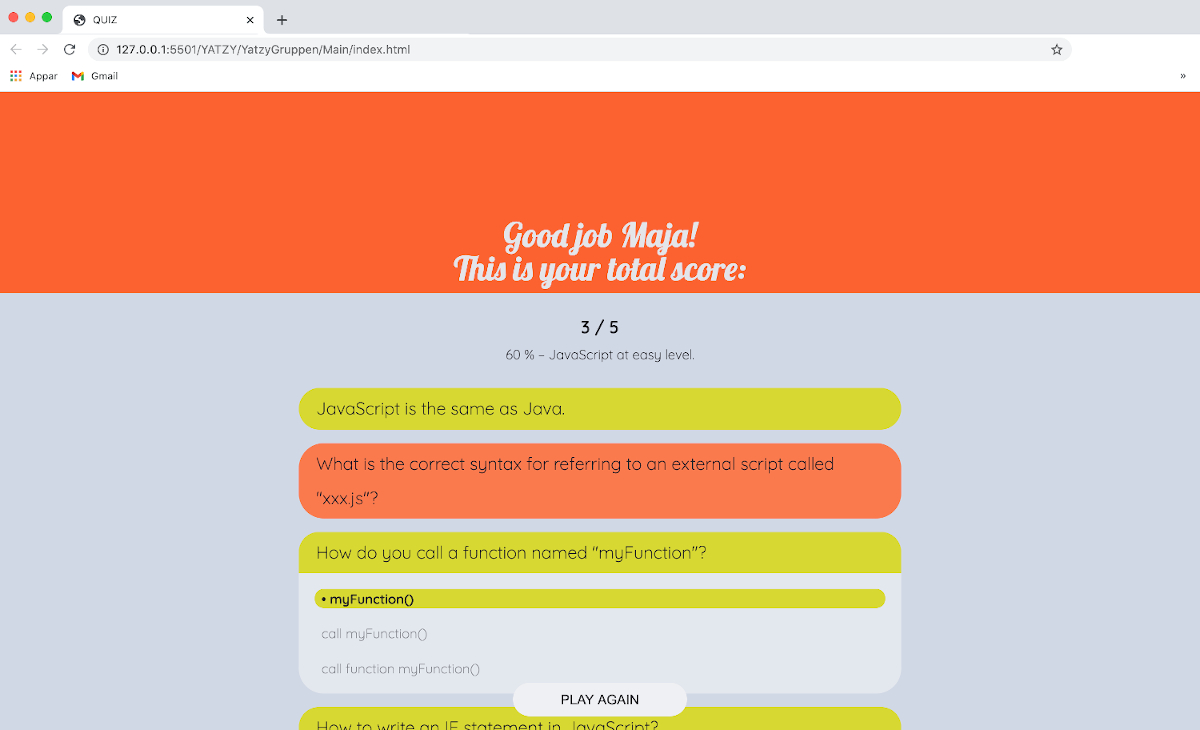 QUIZ
127.0.0.1:5501/YATZY/YatzyGruppen/Main/index.html
Appar
Gmail
»
Good job Maja!
This is your total score:
3 / 5
60 % – JavaScript at easy level.
JavaScript is the same as Java.
What is the correct syntax for referring to an external script called
"xxx.js"?
How do you call a function named "myFunction"?
• myFunction()
call myFunction()
call function myFunction()
PLAY AGAIN
How to write an IF statement in JavaScript?